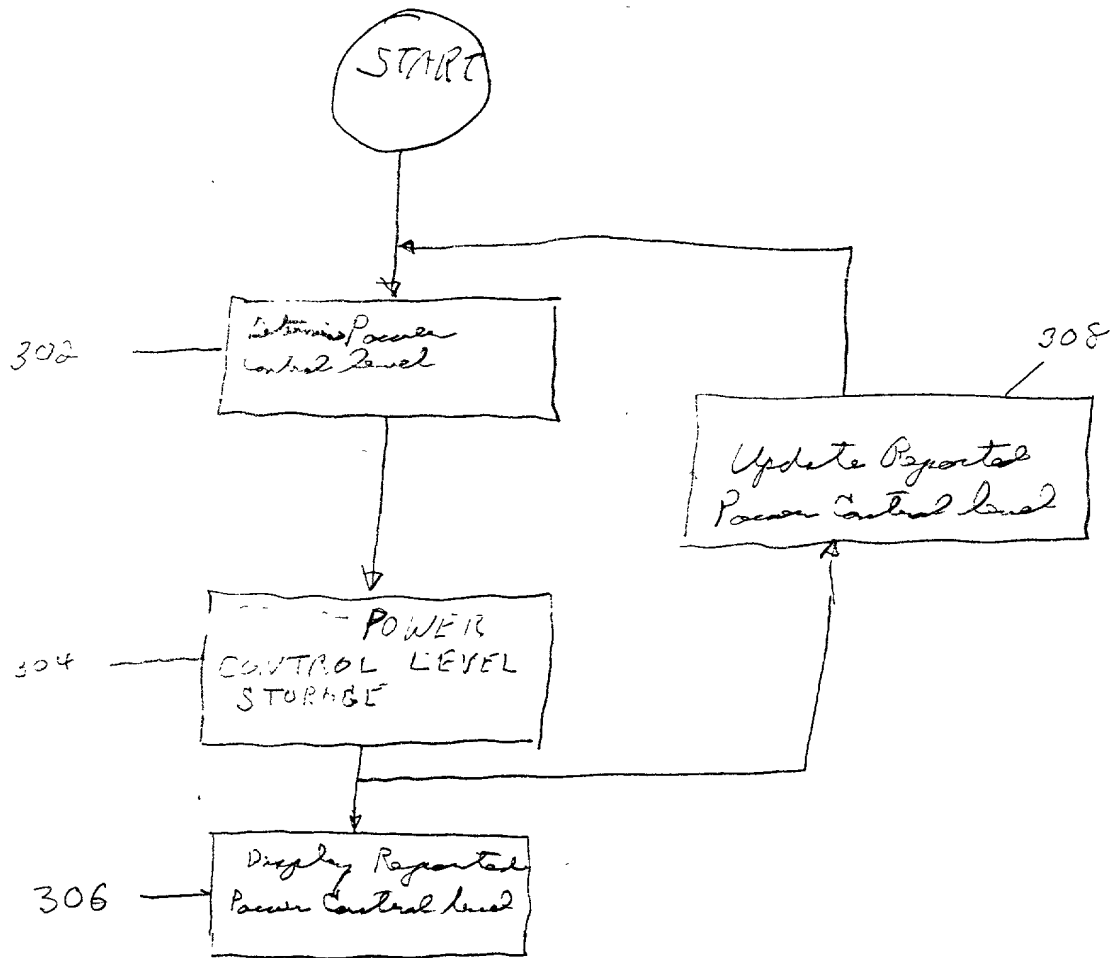 START
302
Determine Power
Control level
308
Update Reported
Power Control level
304
POWER
CONTROL LEVEL
STORAGE
306
Display Reported
Power Control level